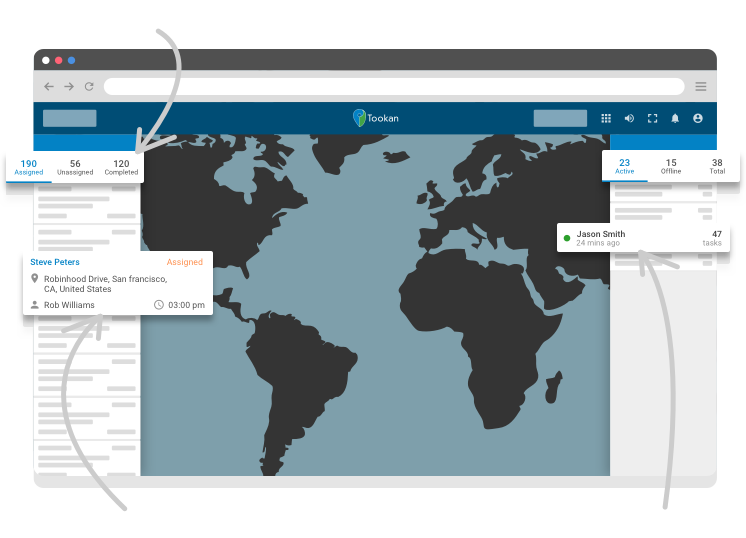 Tookan
190 56 120
Assigned Unassigned Completed
23 15 38
Active Offline Total
Jason Smith 47
24 mins ago tasks
Steve Peters Assigned
Robinhood Drive, San francisco,
CA, United States
Rob Williams 03:00 pm